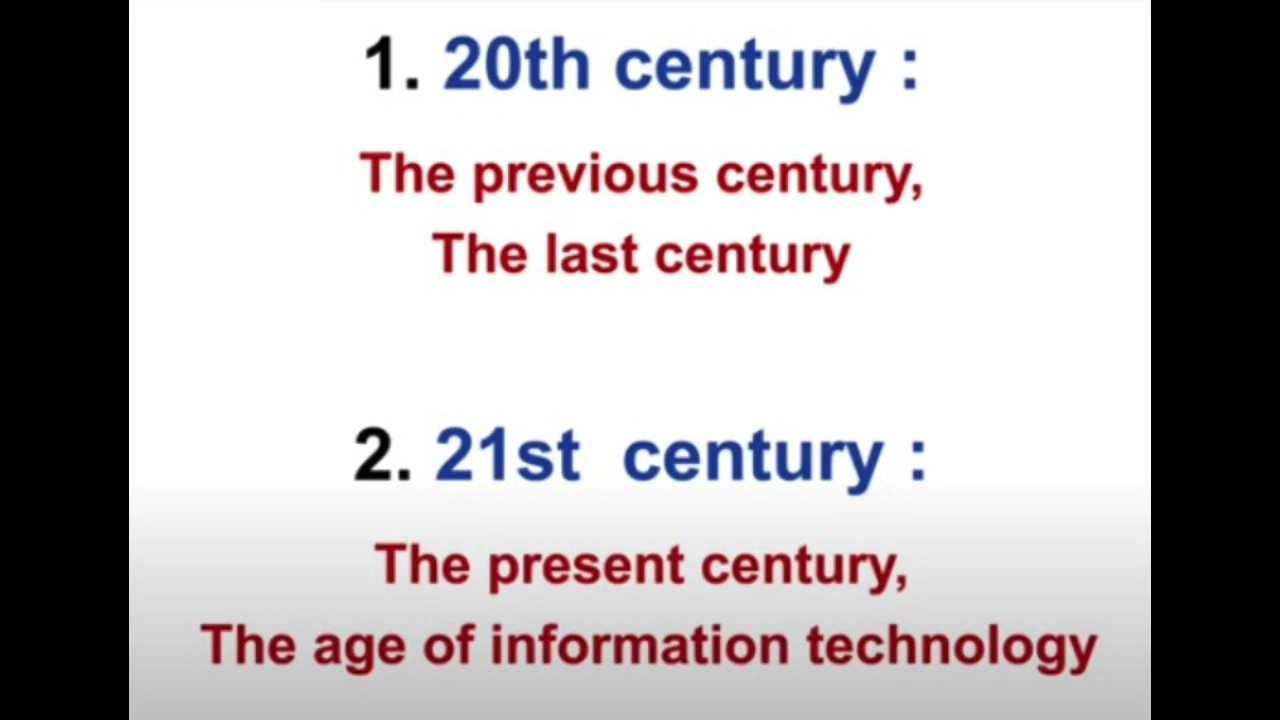 1. 20th century :
The previous century,
The last century
2. 21st century :
The present century,
The age of information technology